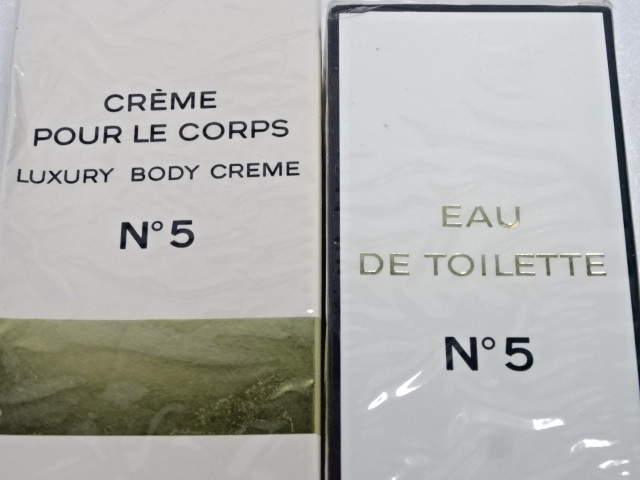 CRÈME
POUR LE CORPS
LUXURY BODY CREME
N° 5
EAU
DE TOILETTE
N° 5